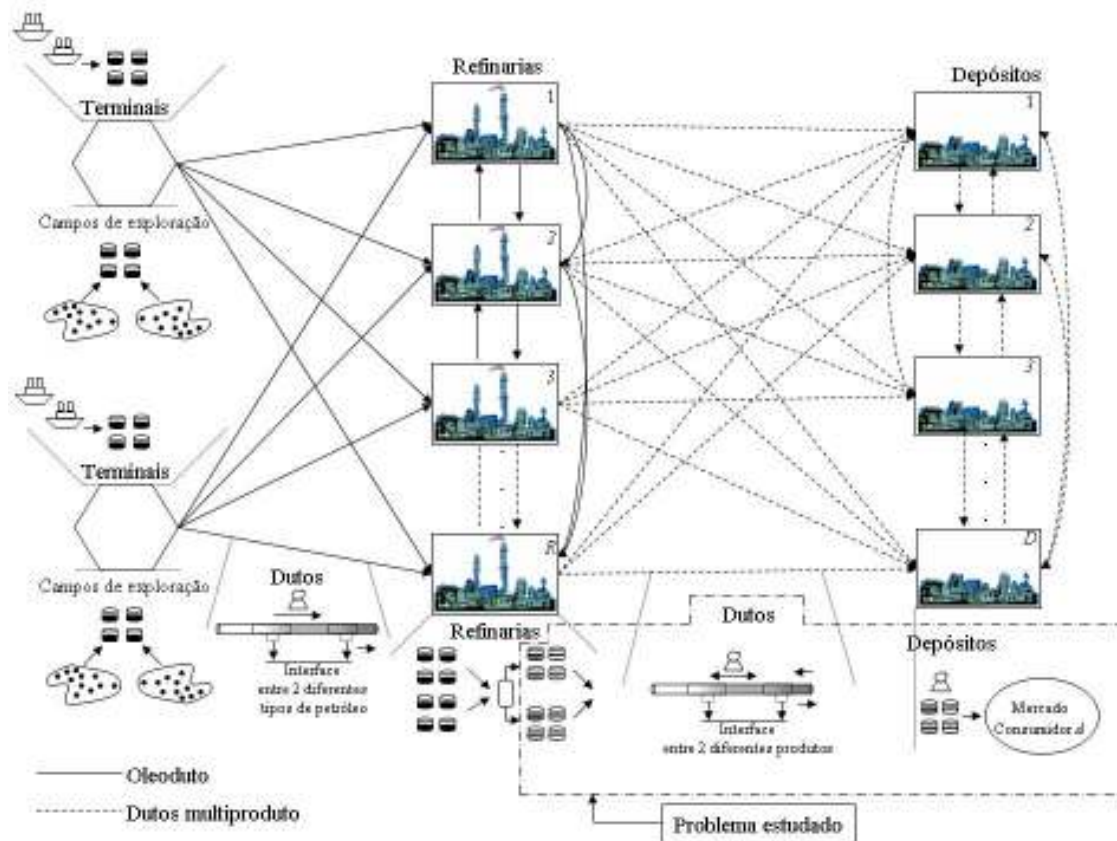 Refinarias
Depósitos
Terminais
1
1
Campos de exploração
2
2
3
3
Terminais
R
D
Campos de exploração
Dutos
Interface
entre 2 diferentes
tipos de petróleo
Refinarias
Dutos
Interface
entre 2 diferentes produtos
Depósitos
Mercado
Consumidor
Oleoduto
Dutos multiproduto
Problema estudado